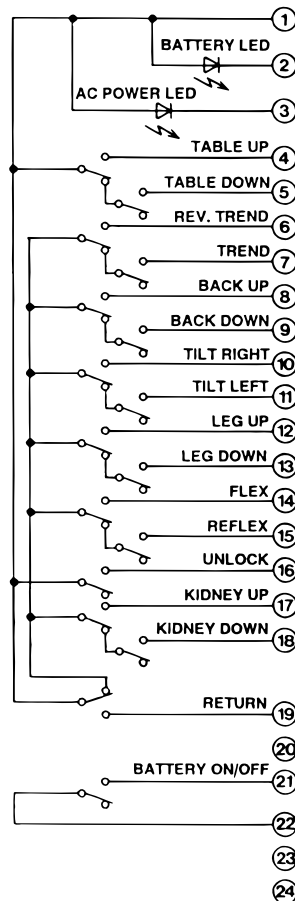 1
BATTERY LED
2
AC POWER LED
3
TABLE UP
4
TABLE DOWN
5
REV. TREND
6
TREND
7
BACK UP
8
BACK DOWN
9
TILT RIGHT
10
TILT LEFT
11
LEG UP
12
LEG DOWN
13
FLEX
14
REFLEX
15
UNLOCK
16
KIDNEY UP
17
KIDNEY DOWN
18
RETURN
19
20
BATTERY ON/OFF
21
22
23
24